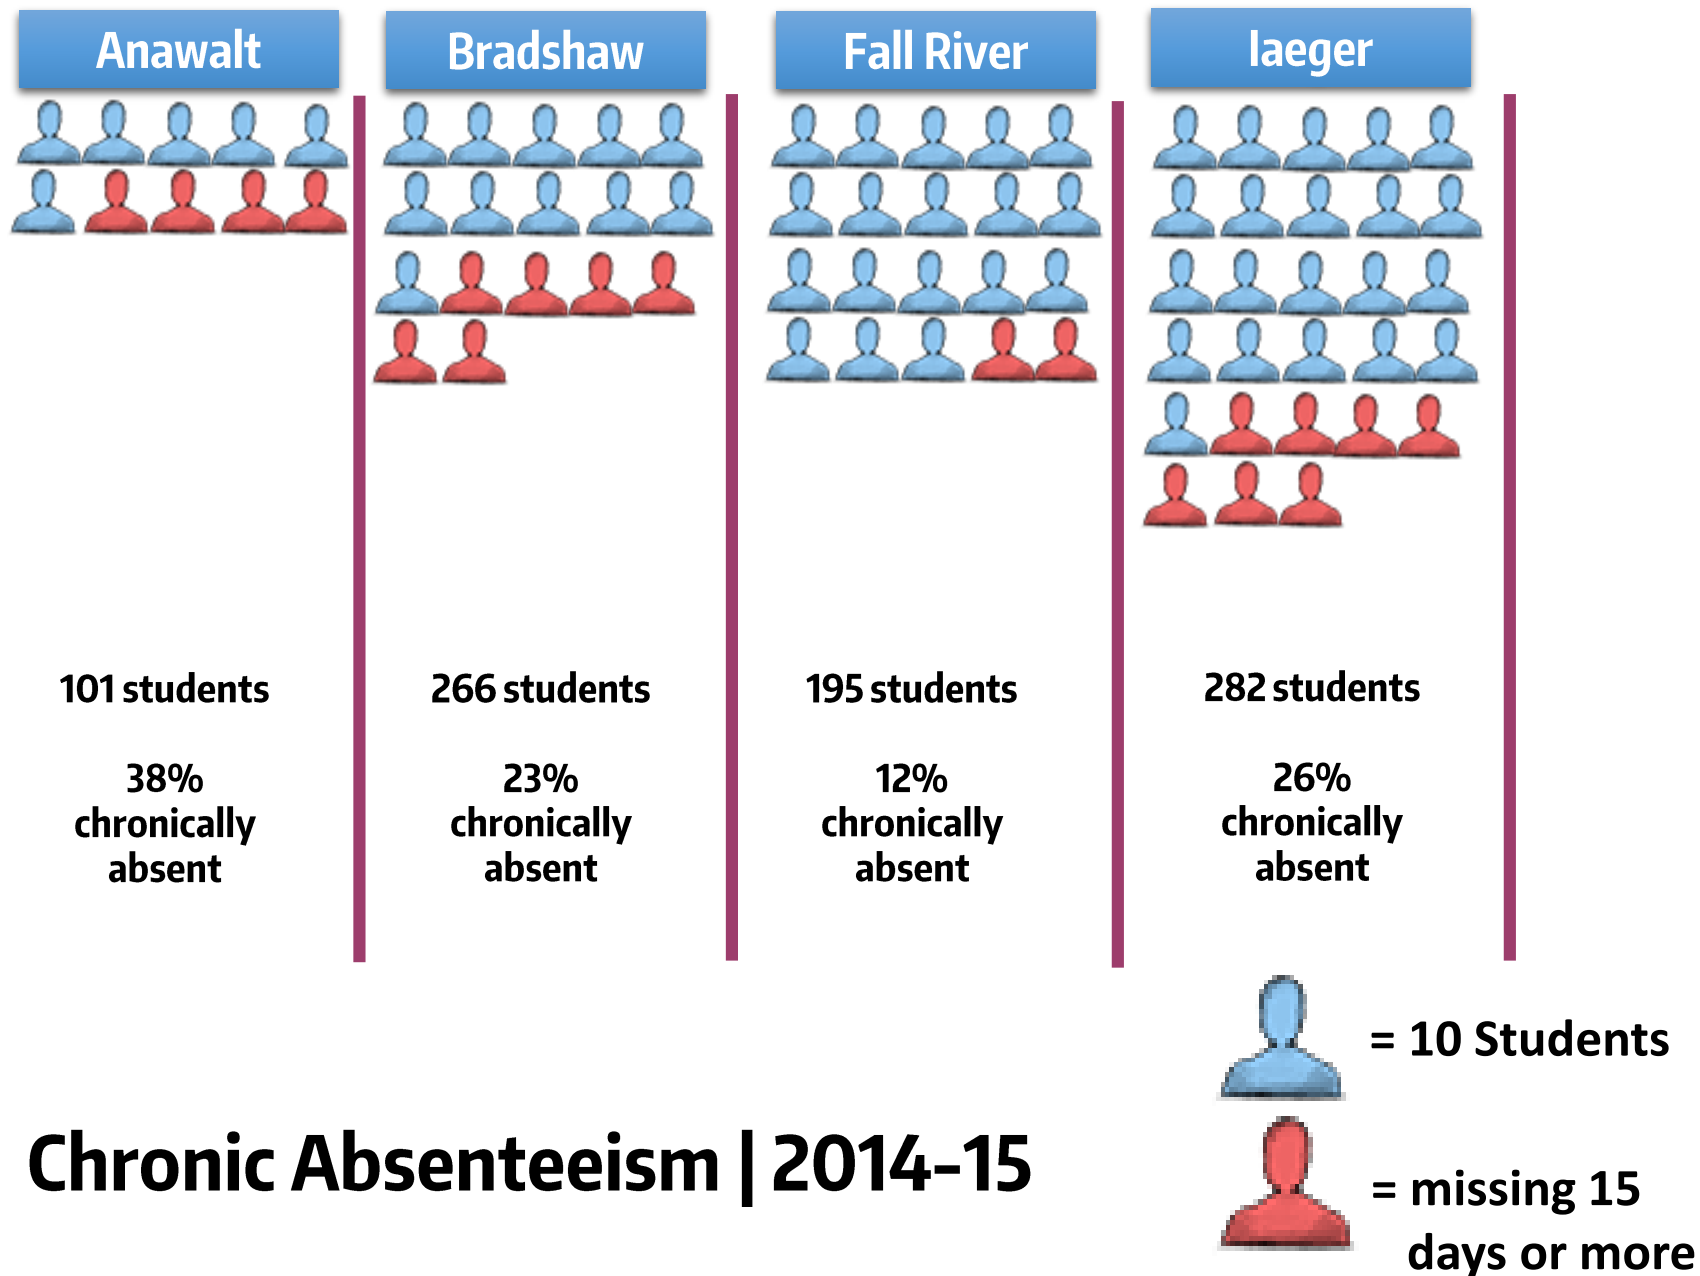 Anawalt
Bradshaw
Fall River
Iaeger
101 students
266 students
195 students
282 students
38%
chronically
absent
23%
chronically
absent
12%
chronically
absent
26%
chronically
absent
= 10 Students
Chronic Absenteeism | 2014-15
= missing 15
days or more